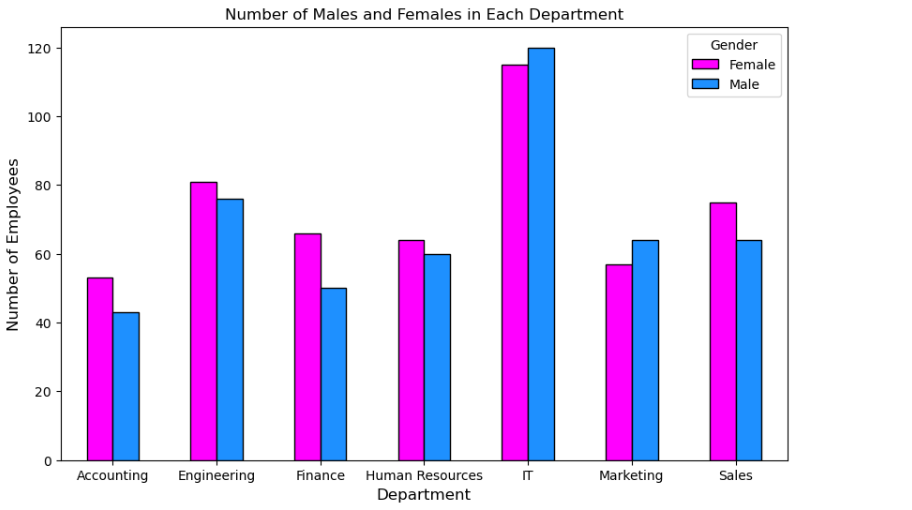 Number of Males and Females in Each Department
Number of Employees
120
100
80
60
40
20
0
Gender
Female
Male
Accounting Engineering Finance Human Resources IT Marketing Sales
Department